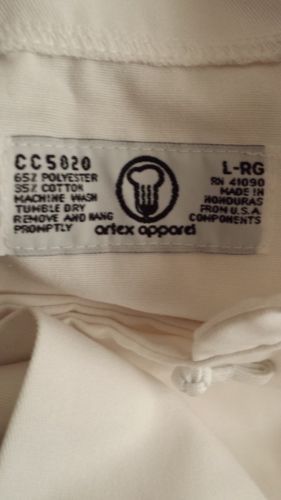 CC5020
65% POLYESTER
35% COTTON
MACHINE WASH
TUMBLE DRY
REMOVE AND HANG
PROMPTLY
artex apparel
L-RG
RN 41090
MADE IN
HONDURAS
FROM U.S.A.
COMPONENTS